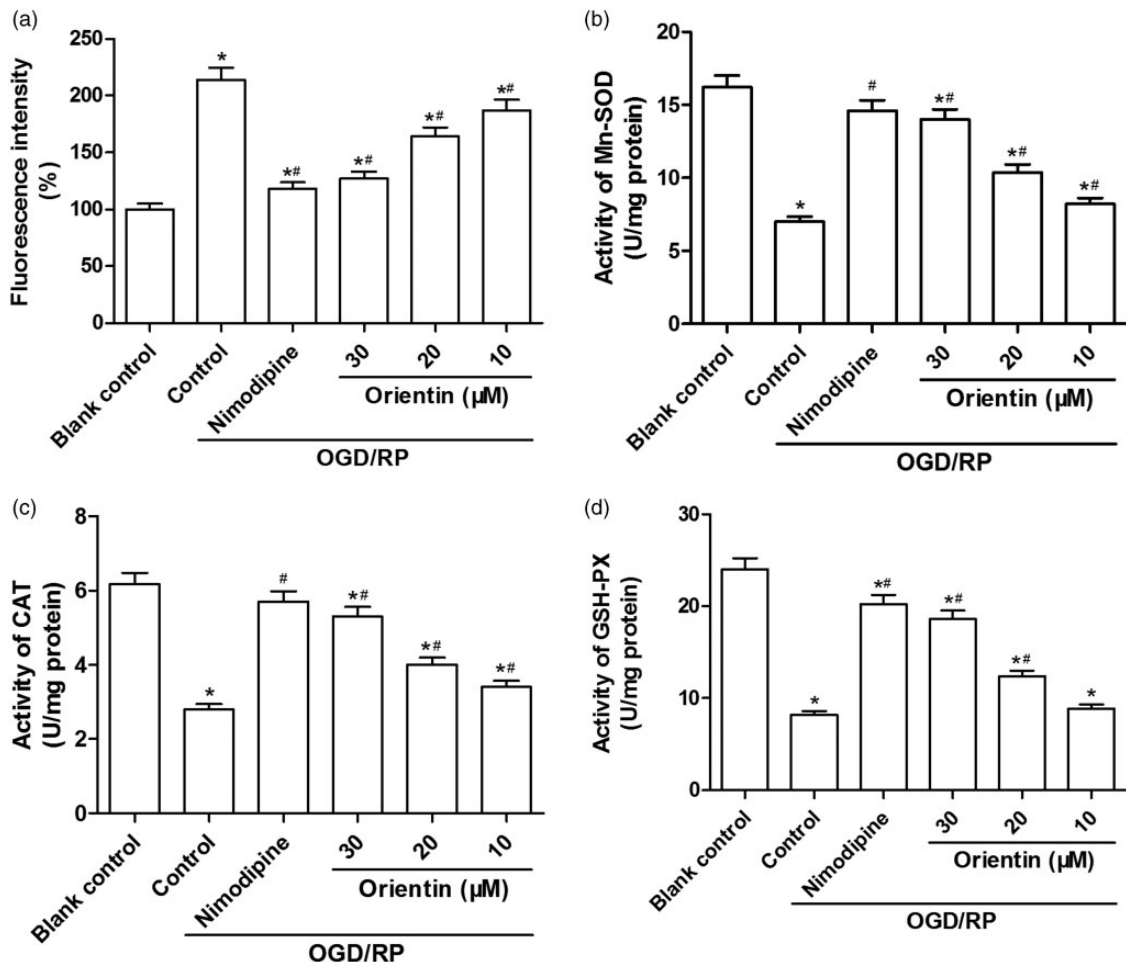 (a)
Fluorescence intensity
(%)
250
200
150
100
50
0
*
*#
*#
*#
*#
Blank control
Control
Nimodipine
30
20
10
Orientin (μM)
OGD/RP
(b)
Activity of Mn-SOD
(U/mg protein)
20
15
10
5
0
*
#
*#
*#
*#
Blank control
Control
Nimodipine
30
20
10
Orientin (μM)
OGD/RP
(c)
Activity of CAT
(U/mg protein)
8
6
4
2
0
*
#
*#
*#
*#
Blank control
Control
Nimodipine
30
20
10
Orientin (μM)
OGD/RP
(d)
Activity of GSH-PX
(U/mg protein)
30
20
10
0
*
*#
*#
*#
*
Blank control
Control
Nimodipine
30
20
10
Orientin (μM)
OGD/RP